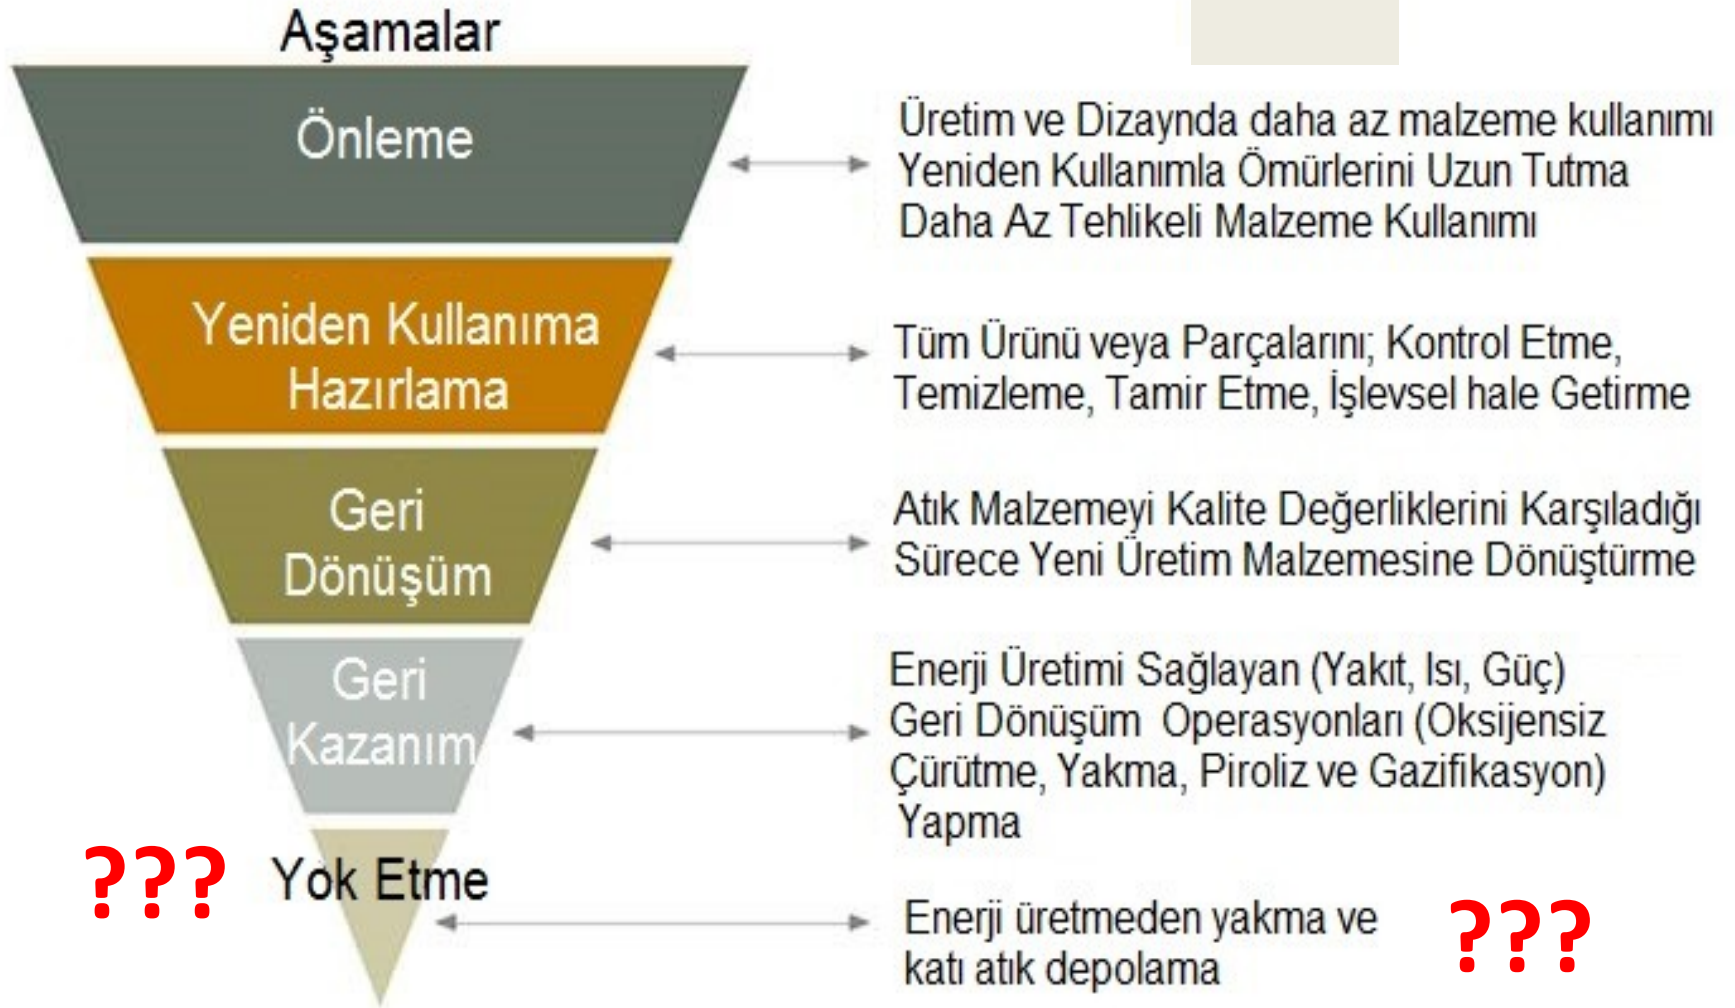 Aşamalar
Önleme
Üretim ve Dizaynda daha az malzeme kullanımı
Yeniden Kullanımla Ömürlerini Uzun Tutma
Daha Az Tehlikeli Malzeme Kullanımı
Yeniden Kullanıma
Hazırlama
Tüm Ürünü veya Parçalarını; Kontrol Etme,
Temizleme, Tamir Etme, İşlevsel hale Getirme
Geri
Dönüşüm
Atık Malzemeyi Kalite Değerliklerini Karşıladığı
Sürece Yeni Üretim Malzemesine Dönüştürme
Geri
Kazanım
Enerji Üretimi Sağlayan (Yakıt, Isı, Güç)
Geri Dönüşüm Operasyonları (Oksijensiz
Çürütme, Yakma, Piroliz ve Gazifikasyon)
Yapma
???
Yok Etme
Enerji üretmeden yakma ve
katı atık depolama
???